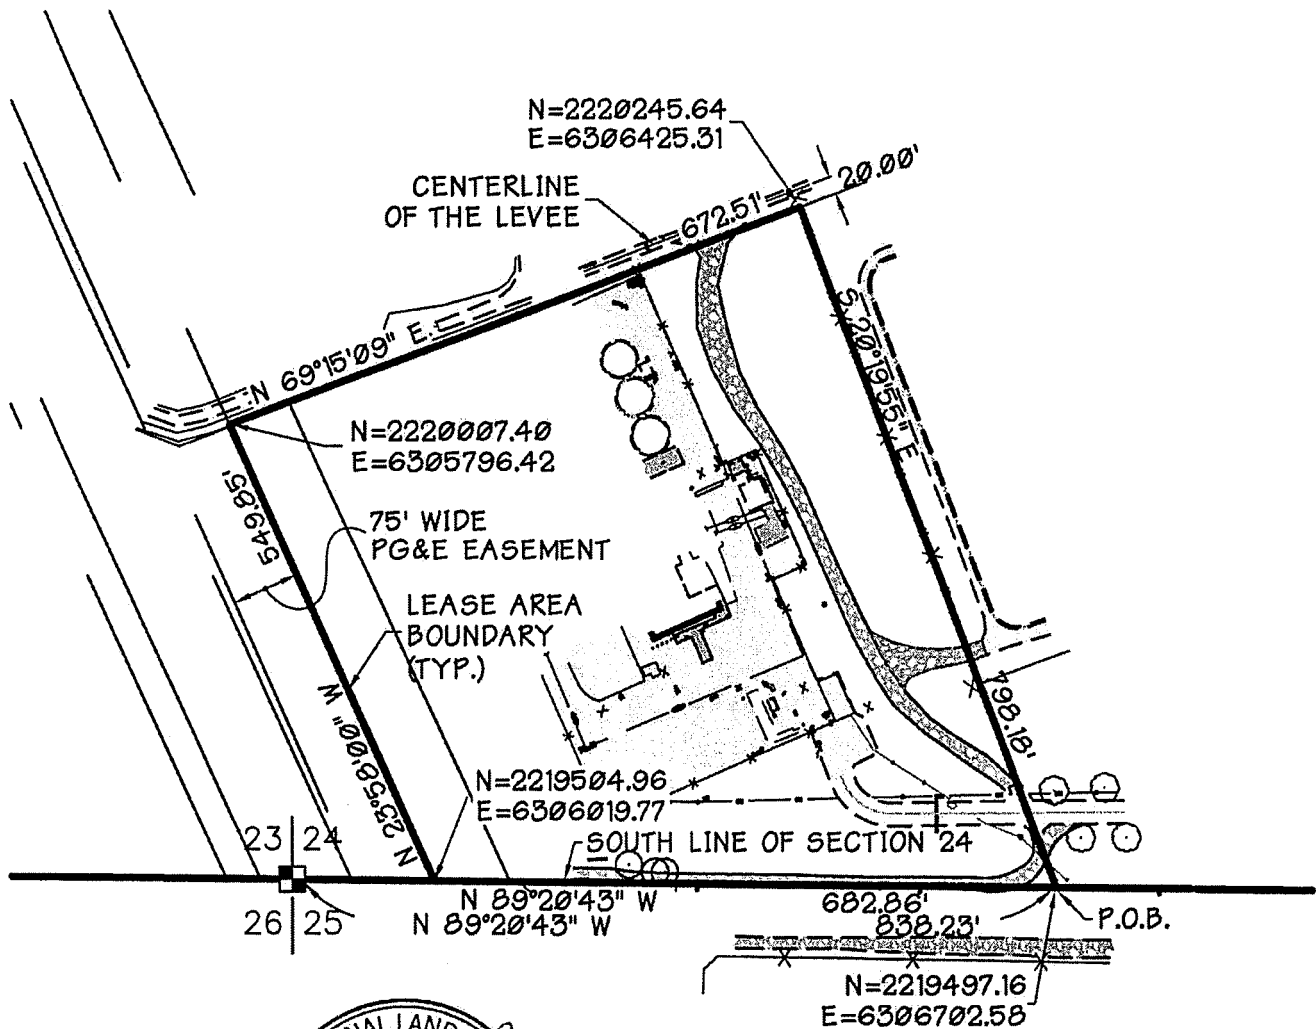 N=2220245.64
E=6306425.31
20.00'
CENTERLINE
OF THE LEVEE
672.51'
N 69°15'09" E
S 20°19'55" E
N=2220007.40
E=6305796.42
549.85'
75' WIDE
PG&E EASEMENT
LEASE AREA
BOUNDARY
(TYP.)
N 23°58'00" W
798.18'
N=2219504.96
E=6306019.77
23 24
SOUTH LINE OF SECTION 24
N 89°20'43" W
682.86'
26 25
N 89°20'43" W
838.23'
P.O.B.
N=2219497.16
E=6306702.58
LAND